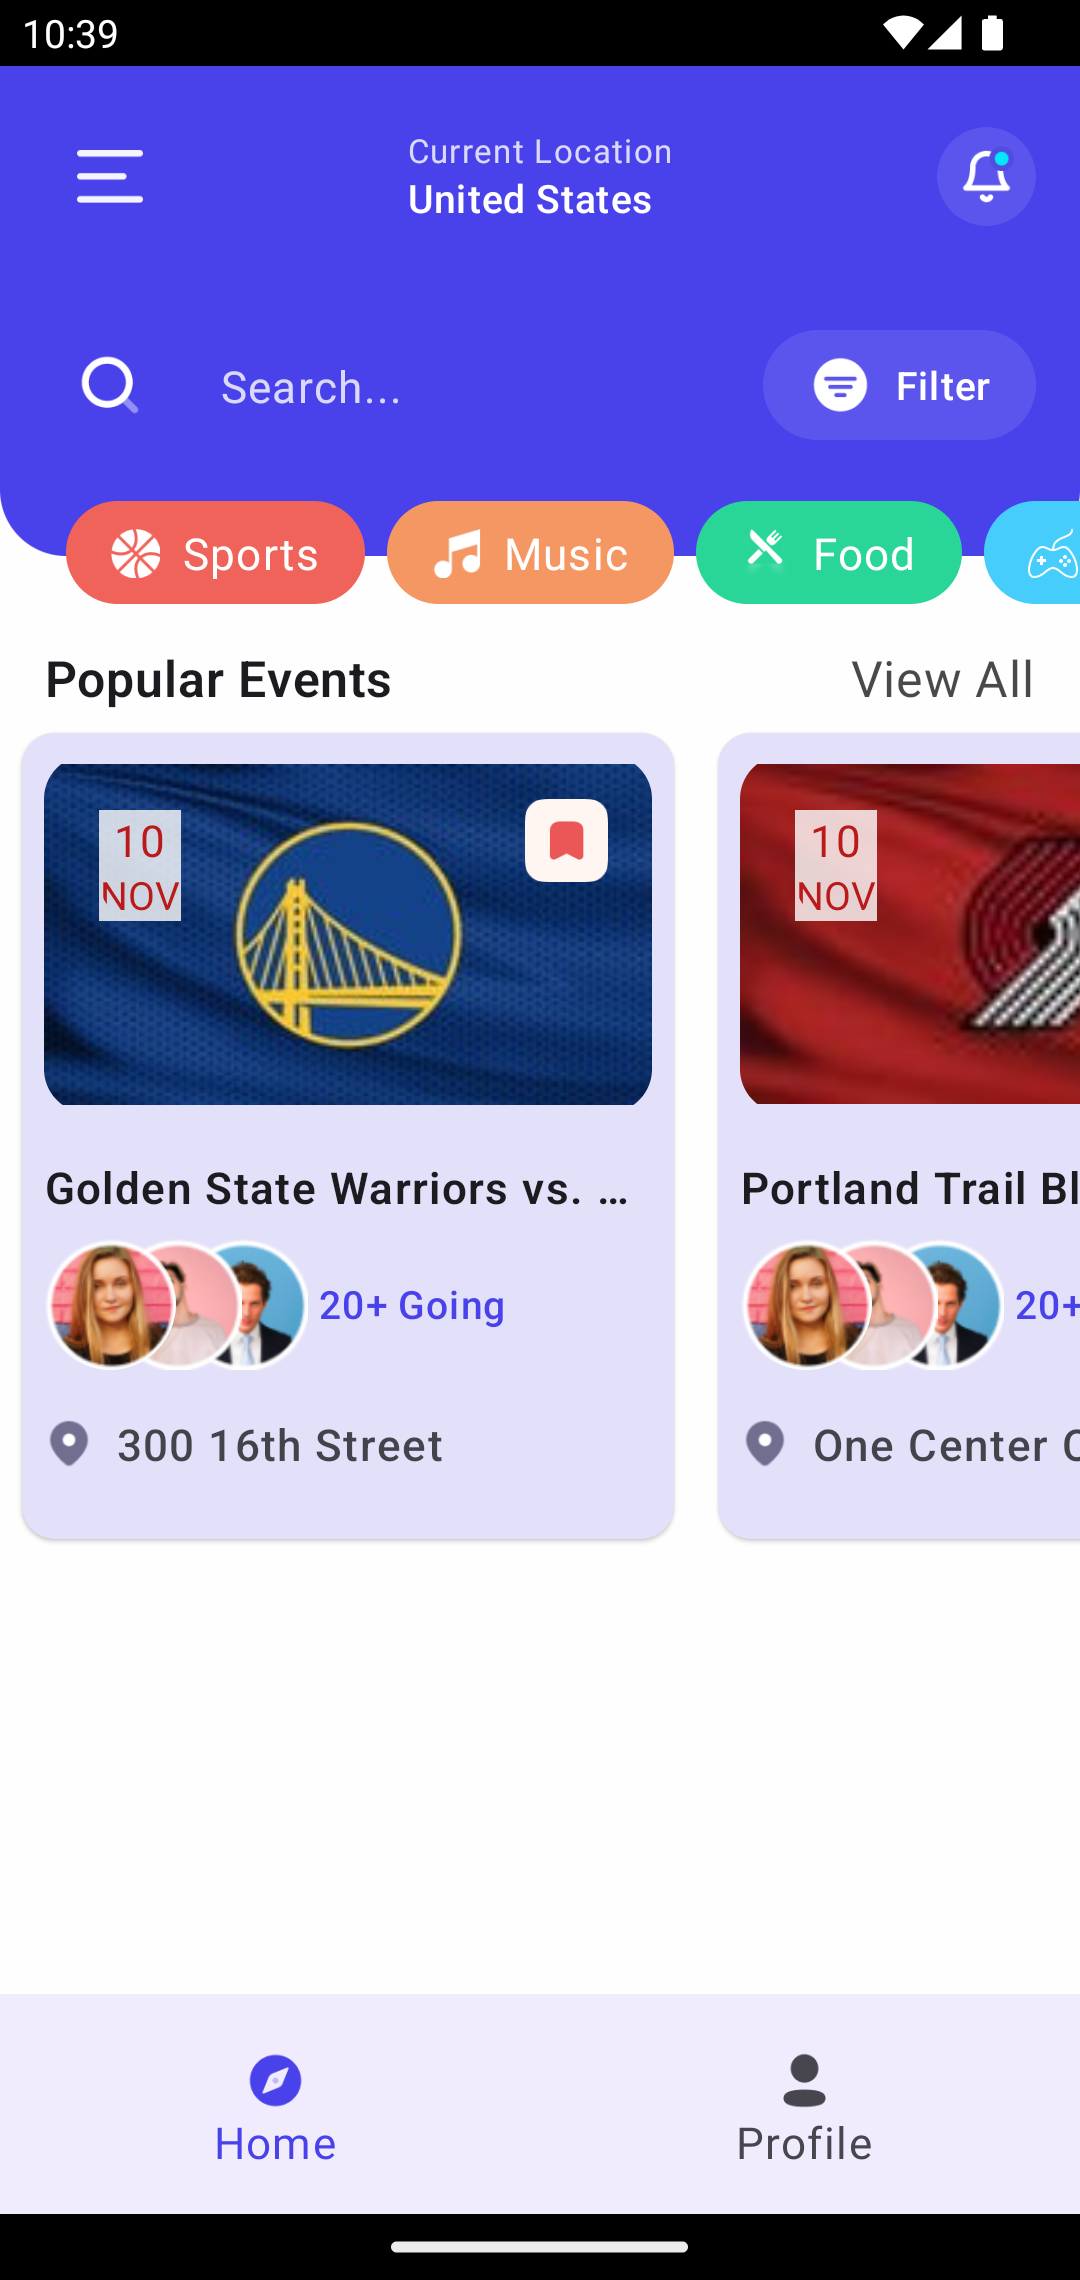 10:39
Current Location
United States
Search...
Filter
Sports
Music
Food
Popular Events
View All
10
NOV
10
NOV
Golden State Warriors vs. ...
Portland Trail Bl
20+ Going
20+
300 16th Street
One Center C
Home
Profile